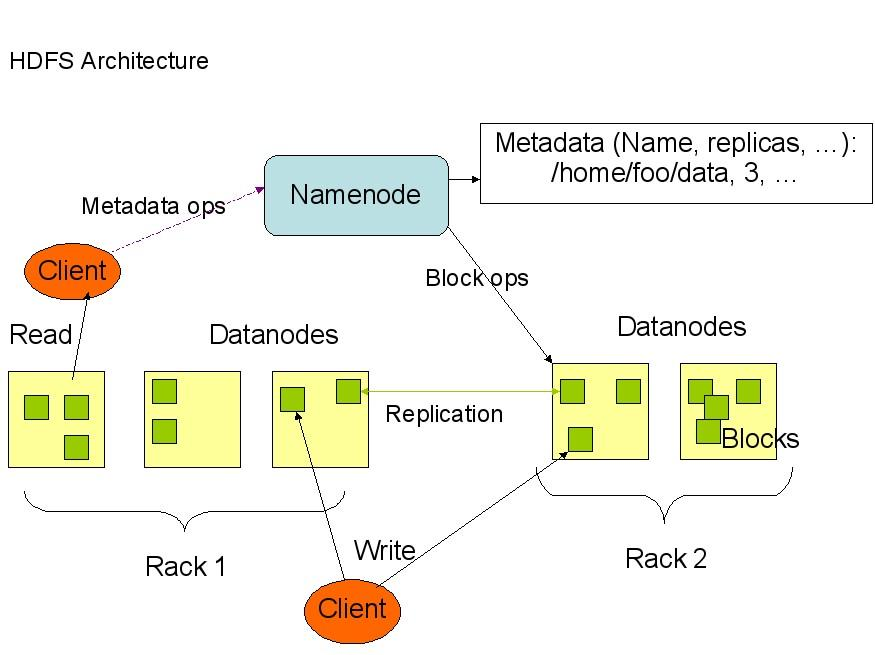 HDFS Architecture
Metadata (Name, replicas, …):
/home/foo/data, 3, …
Namenode
Metadata ops
Client
Block ops
Read
Datanodes
Datanodes
Replication
Blocks
Rack 1
Write
Rack 2
Client